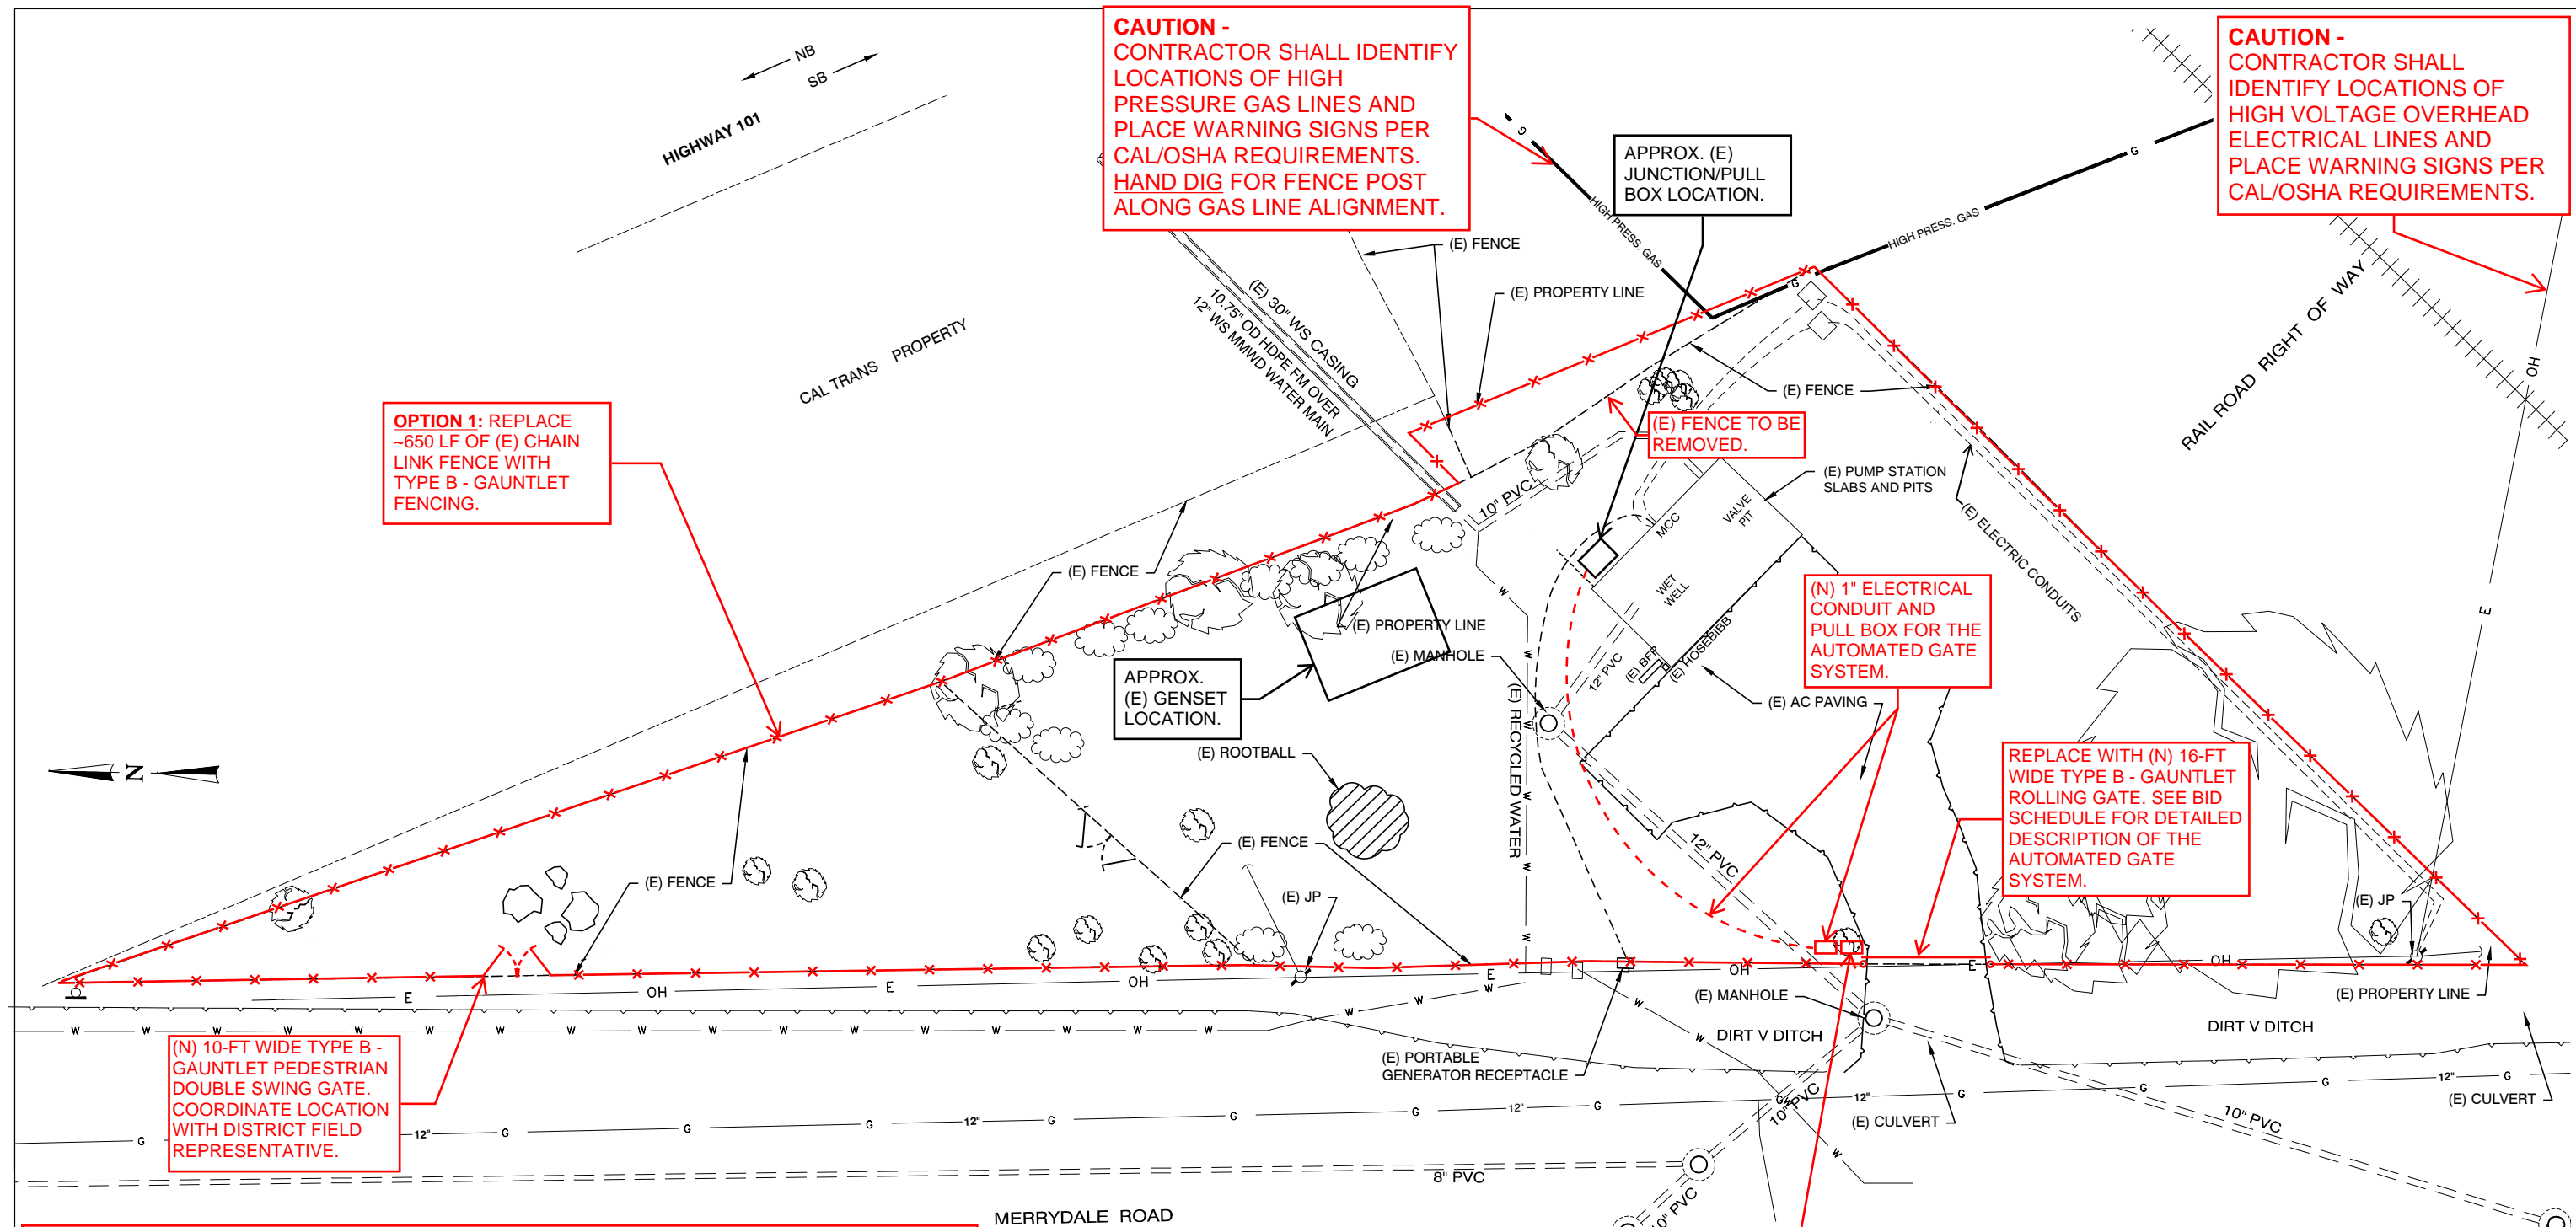 CAUTION -
CONTRACTOR SHALL IDENTIFY
LOCATIONS OF HIGH
PRESSURE GAS LINES AND
PLACE WARNING SIGNS PER
CAL/OSHA REQUIREMENTS.
HAND DIG FOR FENCE POST
ALONG GAS LINE ALIGNMENT.
CAUTION -
CONTRACTOR SHALL
IDENTIFY LOCATIONS OF
HIGH VOLTAGE OVERHEAD
ELECTRICAL LINES AND
PLACE WARNING SIGNS PER
CAL/OSHA REQUIREMENTS.
NB
SB
HIGHWAY 101
G
G
APPROX. (E)
JUNCTION/PULL
BOX LOCATION.
HIGH PRESS. GAS
HIGH PRESS. GAS
G
(E) FENCE
(E) PROPERTY LINE
(E) 30" WS CASING
10.75" OD HDPE FM OVER
12" WS MMWD WATER MAIN
CAL TRANS PROPERTY
RAIL ROAD RIGHT OF WAY
OH
E
(E) FENCE
(E) FENCE TO BE
REMOVED.
OPTION 1: REPLACE
~650 LF OF (E) CHAIN
LINK FENCE WITH
TYPE B - GAUNTLET
FENCING.
(E) PUMP STATION
SLABS AND PITS
10" PVC
MCC
VALVE
PIT
WET
WELL
(E) ELECTRIC CONDUITS
(E) FENCE
W
(N) 1" ELECTRICAL
CONDUIT AND
PULL BOX FOR THE
AUTOMATED GATE
SYSTEM.
(E) PROPERTY LINE
(E) MANHOLE
12" PVC
(E) BFP
(E) HOSEBIBB
APPROX.
(E) GENSET
LOCATION.
(E) RECYCLED WATER
W
W
W
W
W
W
(E) AC PAVING
(E) ROOTBALL
N
REPLACE WITH (N) 16-FT
WIDE TYPE B - GAUNTLET
ROLLING GATE. SEE BID
SCHEDULE FOR DETAILED
DESCRIPTION OF THE
AUTOMATED GATE
SYSTEM.
(E) FENCE
12" PVC
(E) FENCE
(E) JP
(E) JP
E
OH
E
OH
E
OH
E
OH
(E) PROPERTY LINE
(E) MANHOLE
DIRT V DITCH
DIRT V DITCH
W W W W W W W W W W W W W W W W W
W
W
W
W
(N) 10-FT WIDE TYPE B -
GAUNTLET PEDESTRIAN
DOUBLE SWING GATE.
COORDINATE LOCATION
WITH DISTRICT FIELD
REPRESENTATIVE.
(E) PORTABLE
GENERATOR RECEPTACLE
G 12" G G G 12" G G G 12" G G 12" G G G 12" G
10" PVC
(E) CULVERT
(E) CULVERT
10" PVC
8" PVC
10" PVC
MERRYDALE ROAD